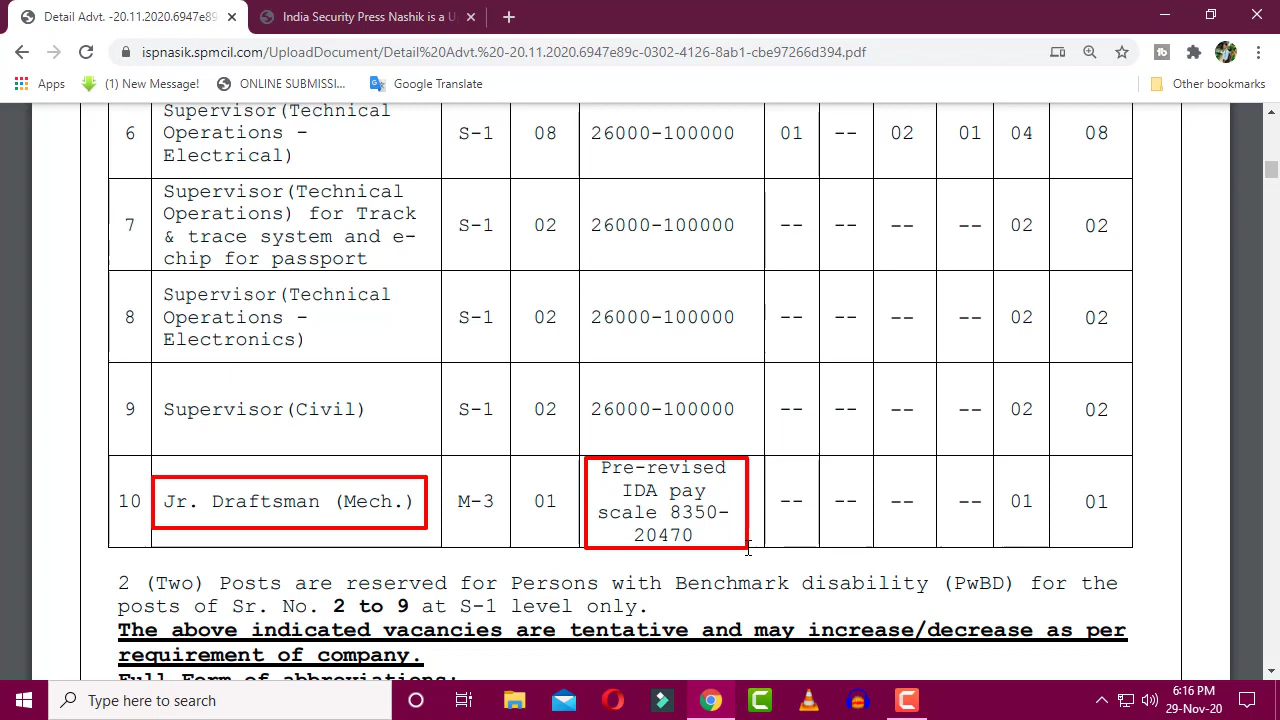 Detail Advt. -20.11.2020.6947e89
India Security Press Nashik is a U
ispnasik.spmcil.com/UploadDocument/Detail%20Advt.%20-20.11.2020.6947e89c-0302-4126-8ab1-cbe97266d394.pdf
Apps
(1) New Message!
ONLINE SUBMISSI...
Google Translate
Other bookmarks
6 Supervisor(Technical Operations - Electrical) S-1 08 26000-100000 01 -- 02 01 04 08
7 Supervisor(Technical Operations) for Track & trace system and e-chip for passport S-1 02 26000-100000 -- -- -- -- 02 02
8 Supervisor(Technical Operations - Electronics) S-1 02 26000-100000 -- -- -- -- 02 02
9 Supervisor(Civil) S-1 02 26000-100000 -- -- -- -- 02 02
10 Jr. Draftsman (Mech.) M-3 01 Pre-revised IDA pay scale 8350-20470 -- -- -- -- 01 01
2 (Two) Posts are reserved for Persons with Benchmark disability (PwBD) for the
posts of Sr. No. 2 to 9 at S-1 level only.
The above indicated vacancies are tentative and may increase/decrease as per
requirement of company.
Full Form of abbreviations:
Type here to search
6:16 PM
29-Nov-20